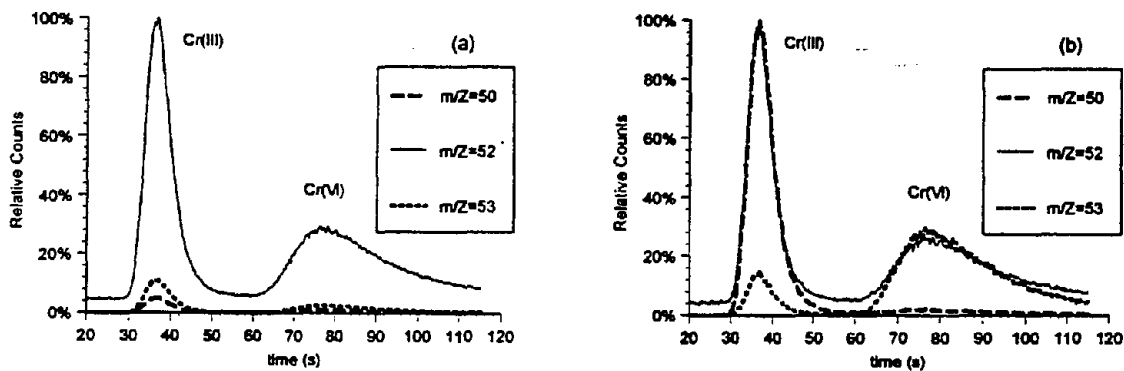 100%
80%
60%
40%
20%
0%
Relative Counts
20 30 40 50 60 70 80 90 100 110 120
time (s)
Cr(III)
Cr(VI)
(a)
m/Z=50
m/Z=52
m/Z=53
100%
80%
60%
40%
20%
0%
Relative Counts
20 30 40 50 60 70 80 90 100 110 120
time (s)
Cr(III)
Cr(VI)
(b)
m/Z=50
m/Z=52
m/Z=53